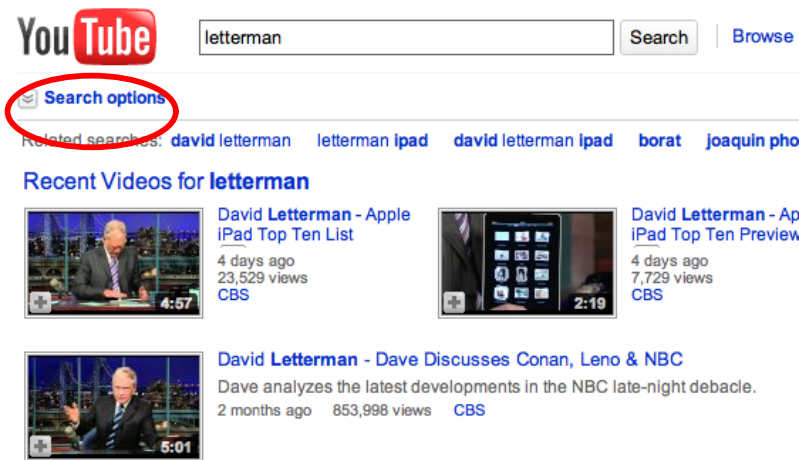 YouTube letterman Search Browse
Search options
Related searches: david letterman letterman ipad david letterman ipad borat joaquin pho
Recent Videos for letterman
David Letterman - Apple
iPad Top Ten List
4 days ago
23,529 views
CBS
4:57
David Letterman - Ap
iPad Top Ten Preview
4 days ago
7,729 views
CBS
2:19
David Letterman - Dave Discusses Conan, Leno & NBC
Dave analyzes the latest developments in the NBC late-night debacle.
2 months ago 853,998 views CBS
5:01